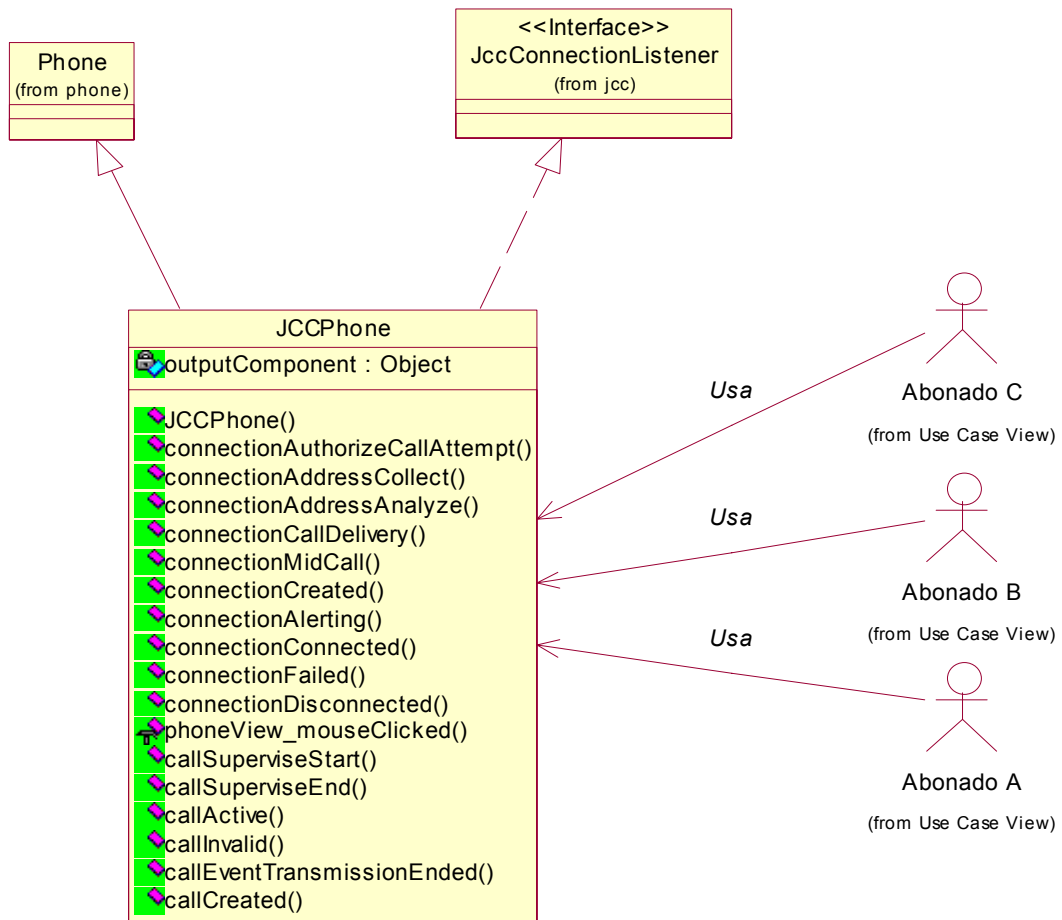 Phone
(from phone)
<<Interface>>
JccConnectionListener
(from jcc)
JCCPhone
outputComponent : Object
JCCPhone()
connectionAuthorizeCallAttempt()
connectionAddressCollect()
connectionAddressAnalyze()
connectionCallDelivery()
connectionMidCall()
connectionCreated()
connectionAlerting()
connectionConnected()
connectionFailed()
connectionDisconnected()
phoneView_mouseClicked()
callSuperviseStart()
callSuperviseEnd()
callActive()
callInvalid()
callEventTransmissionEnded()
callCreated()
Usa
Abonado C
(from Use Case View)
Usa
Abonado B
(from Use Case View)
Usa
Abonado A
(from Use Case View)